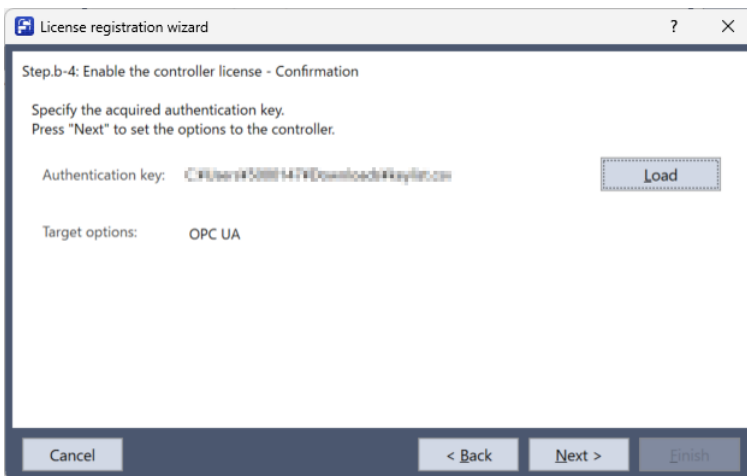 License registration wizard
Step.b-4: Enable the controller license - Confirmation
Specify the acquired authentication key.
Press "Next" to set the options to the controller.
Authentication key:
Load
Target options: OPC UA
Cancel
< Back
Next >
Finish